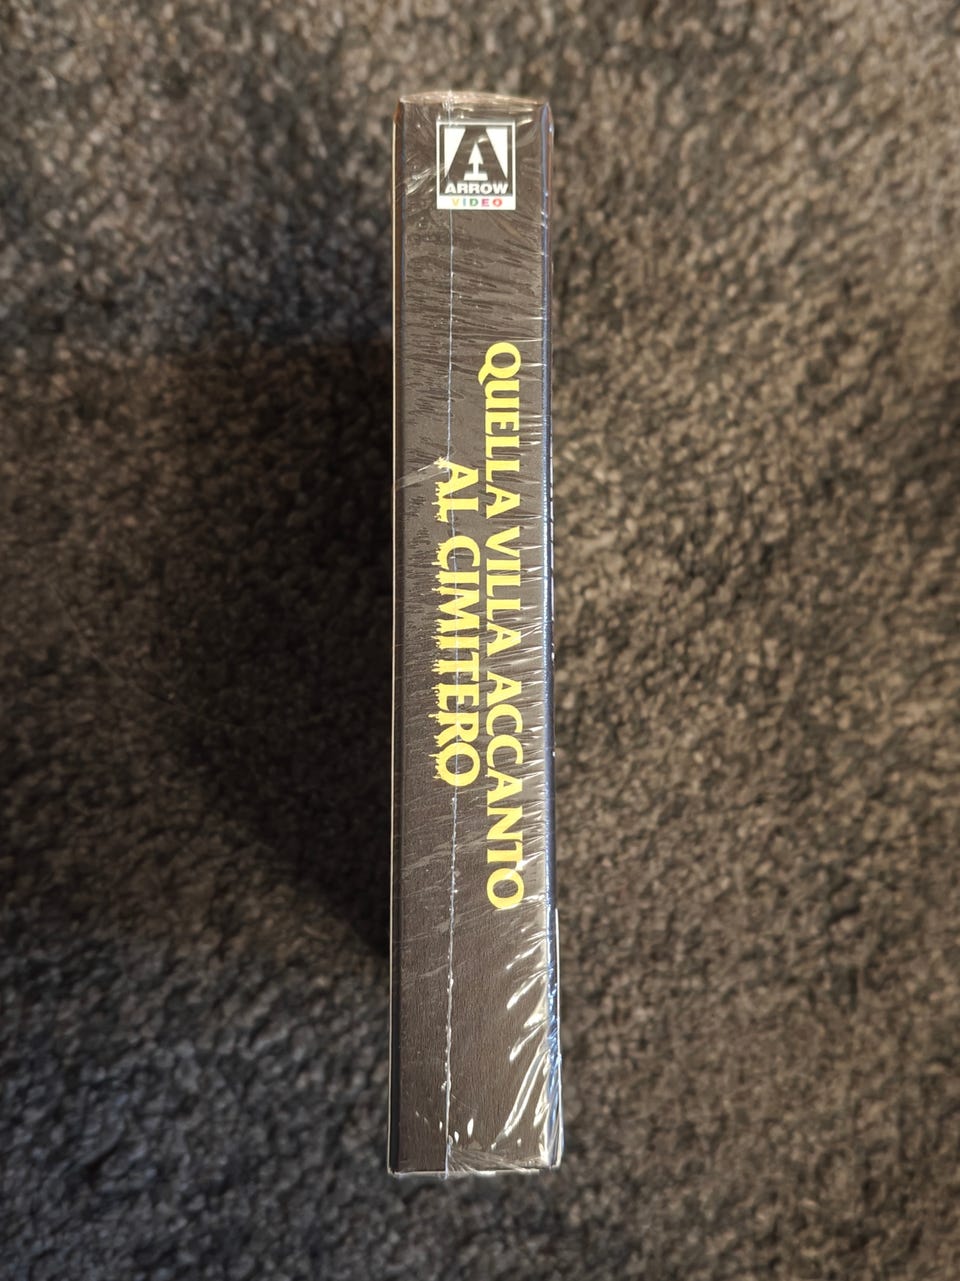 ARROW
VIDEO
QUELLA VILLA ACCANTO
AL CIMITERO